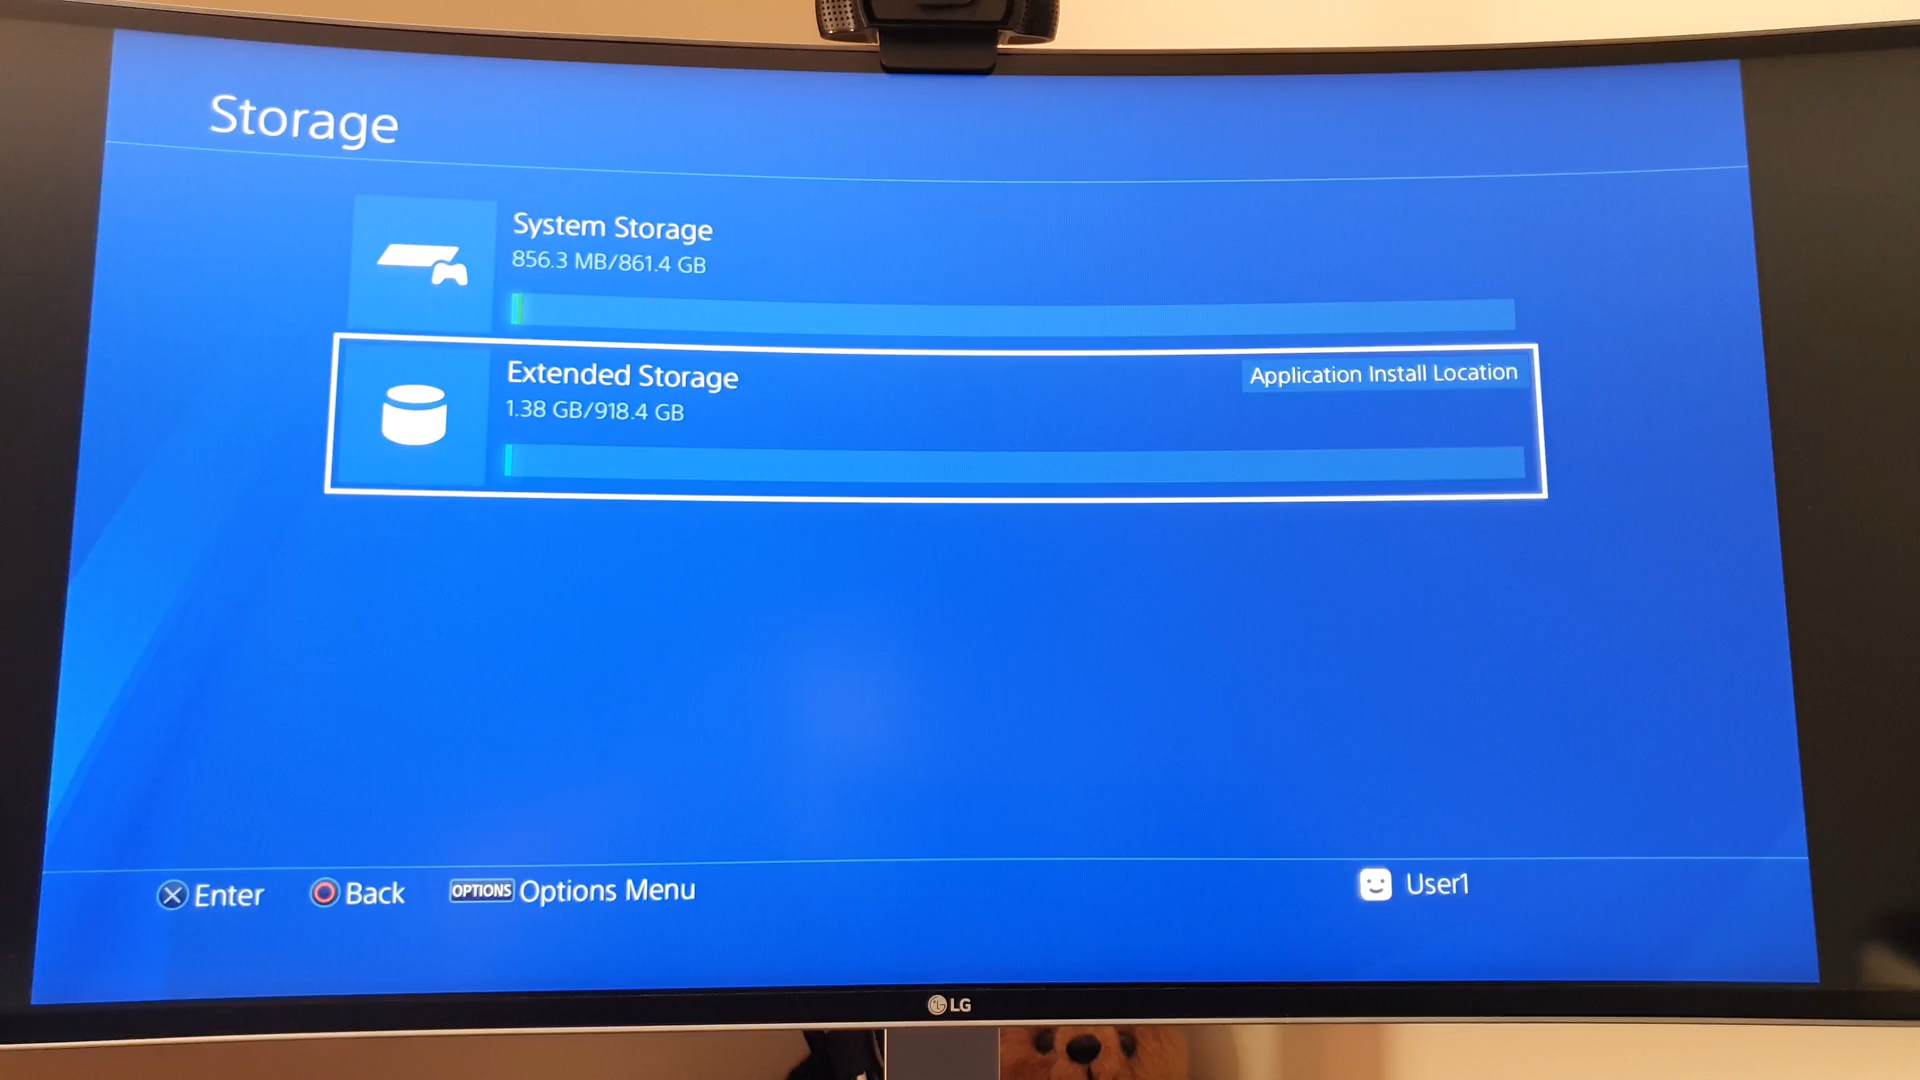 Storage
System Storage
856.3 MB/861.4 GB
Extended Storage
Application Install Location
1.38 GB/918.4 GB
Enter
Back
OPTIONS Options Menu
User1
LG